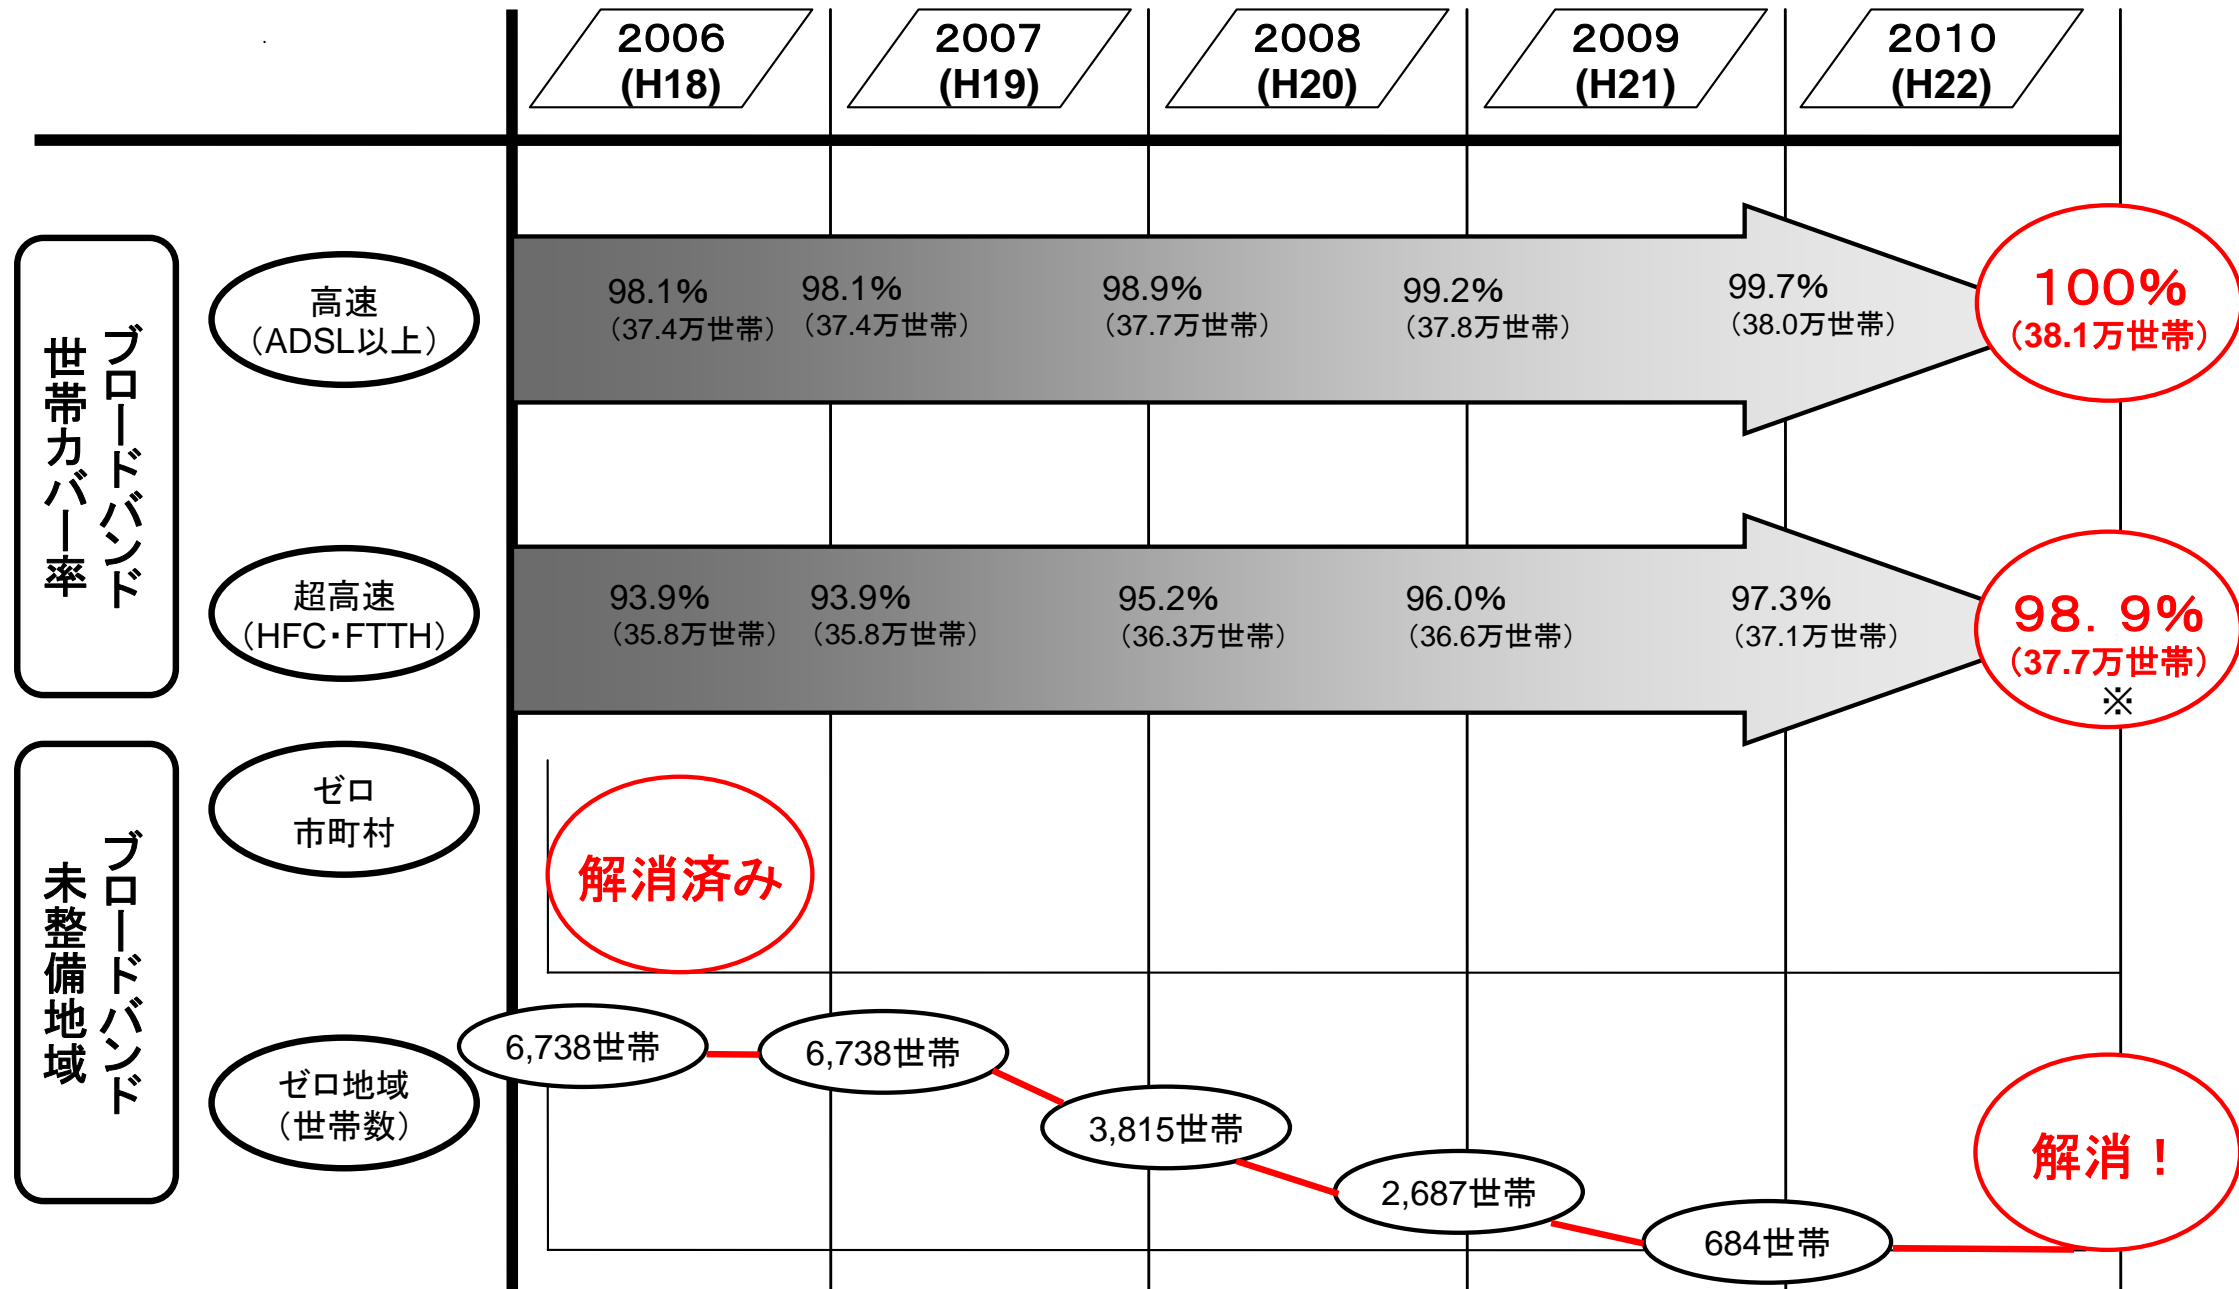 2006
(H18)
2007
(H19)
2008
(H20)
2009
(H21)
2010
(H22)
ブロードバンド
世帯カバー率
高速
(ADSL以上)
98.1%
(37.4万世帯)
98.1%
(37.4万世帯)
98.9%
(37.7万世帯)
99.2%
(37.8万世帯)
99.7%
(38.0万世帯)
100%
(38.1万世帯)
超高速
(HFC・FTTH)
93.9%
(35.8万世帯)
93.9%
(35.8万世帯)
95.2%
(36.3万世帯)
96.0%
(36.6万世帯)
97.3%
(37.1万世帯)
98.9%
(37.7万世帯)
※
ブロードバンド
未整備地域
ゼロ
市町村
解消済み
ゼロ地域
(世帯数)
6,738世帯
6,738世帯
3,815世帯
2,687世帯
684世帯
解消！